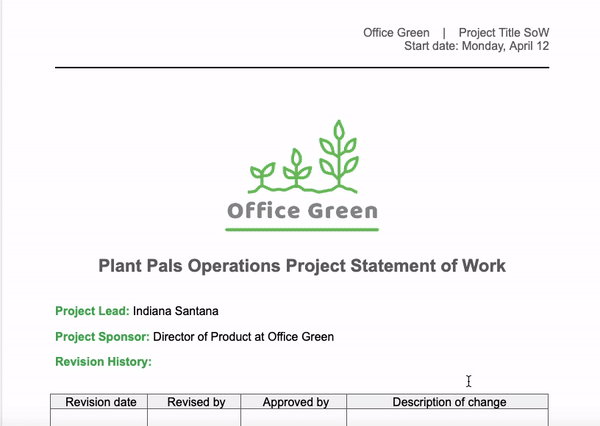 Office Green | Project Title SoW
Start date: Monday, April 12
Office Green
Plant Pals Operations Project Statement of Work
Project Lead: Indiana Santana
Project Sponsor: Director of Product at Office Green
Revision History:
Revision date Revised by Approved by Description of change